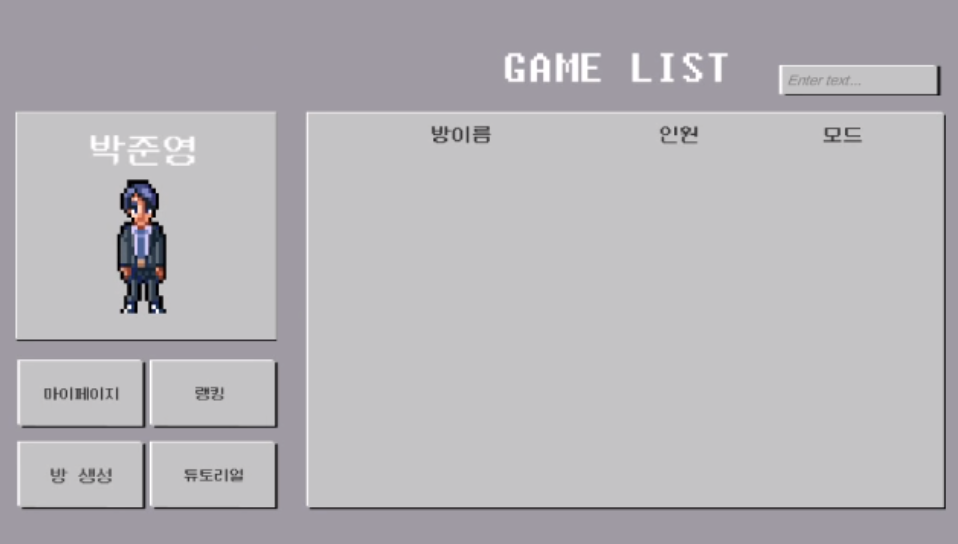 GAME LIST
Enter text...
박준영
방이름 인원 모드
마이페이지 랭킹
방 생성 튜토리얼